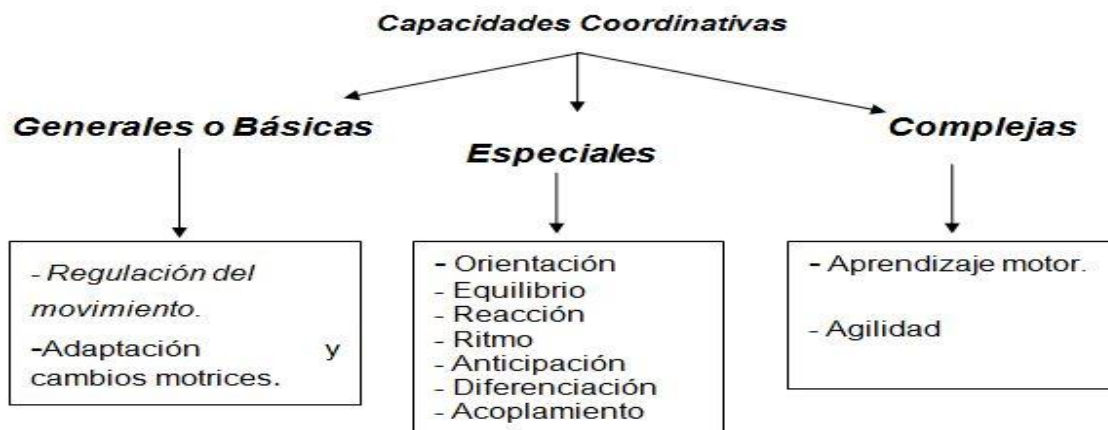 Capacidades Coordinativas
Generales o Básicas
Especiales
Complejas
- Regulación del
movimiento.
-Adaptación y
cambios motrices.
- Orientación
- Equilibrio
- Reacción
- Ritmo
- Anticipación
- Diferenciación
- Acoplamiento
- Aprendizaje motor.
- Agilidad